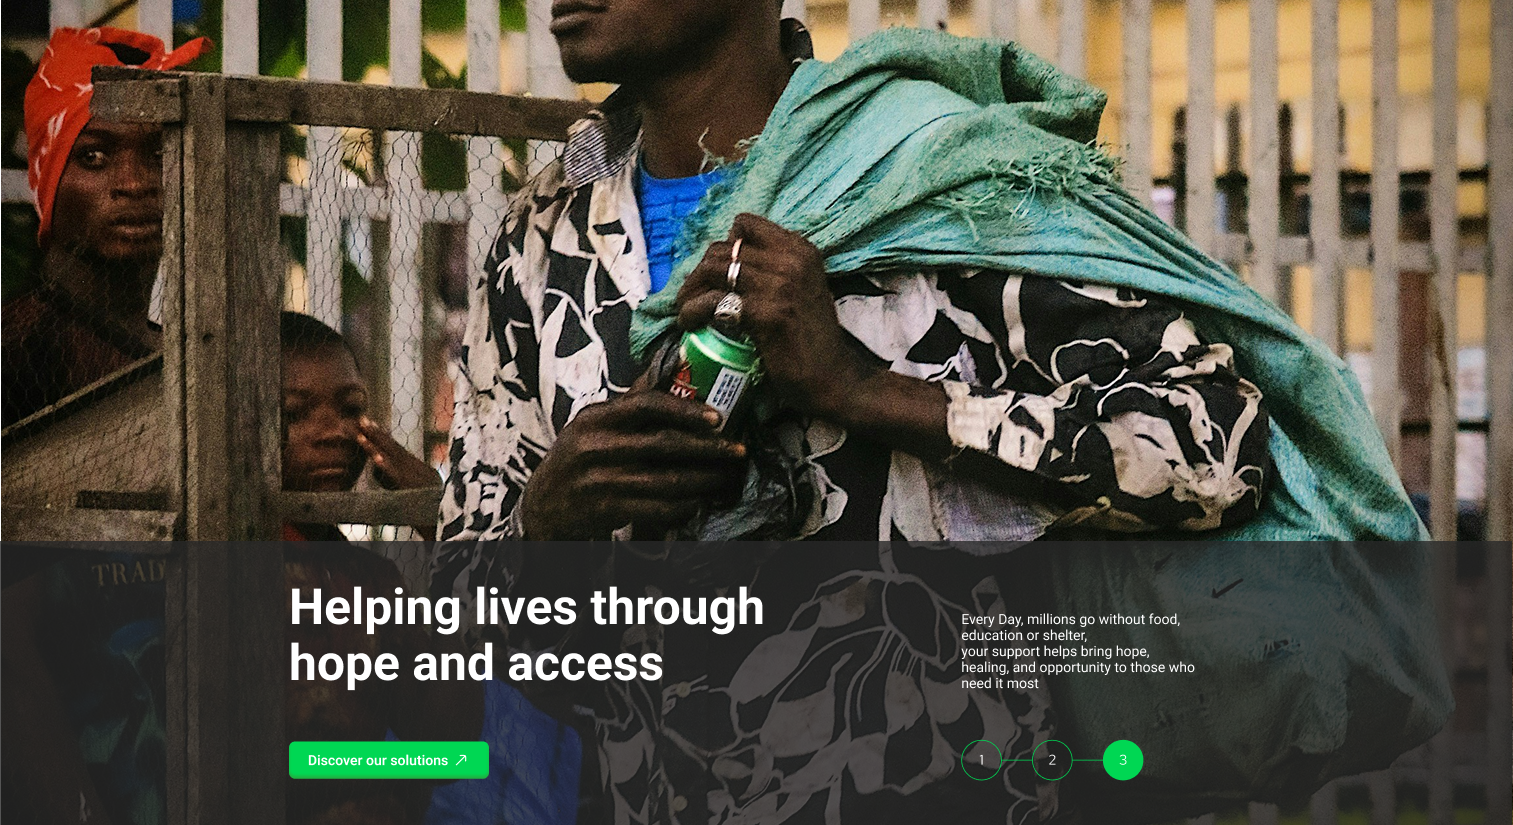 TRAD
Helping lives through
hope and access
Every Day, millions go without food,
education or shelter,
your support helps bring hope,
healing, and opportunity to those who
need it most
Discover our solutions
1
2
3